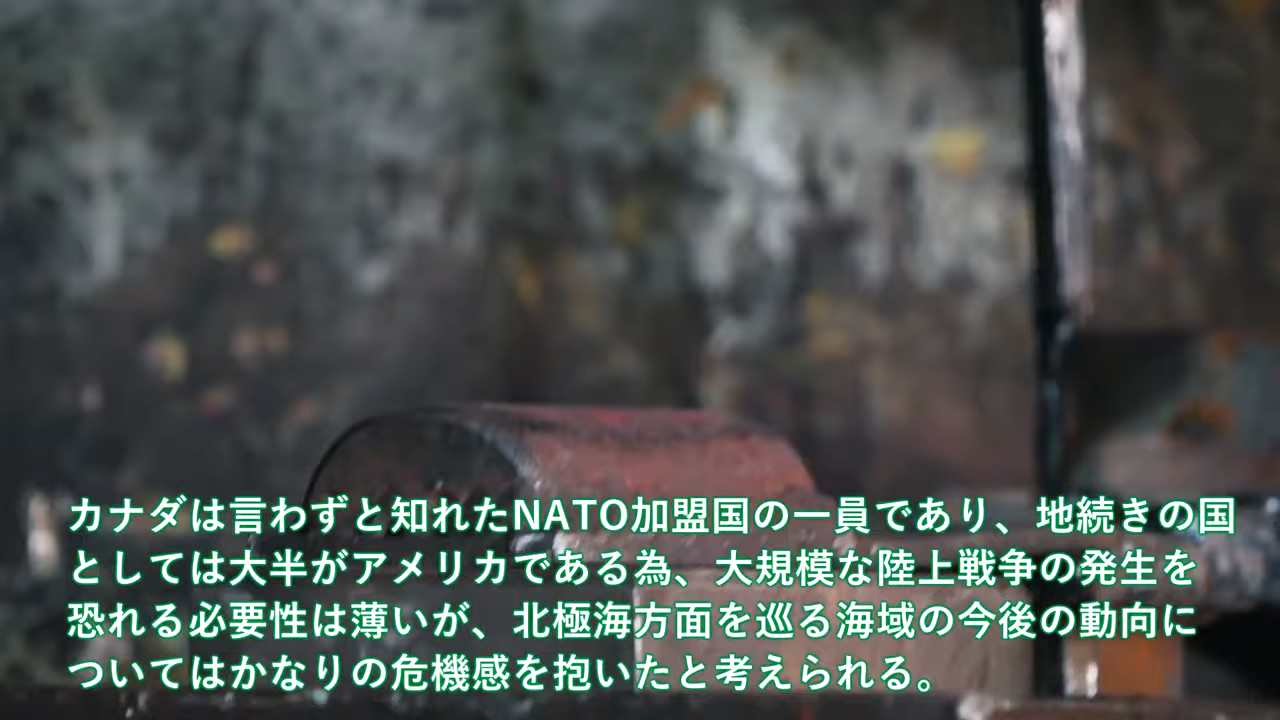 カナダは言わずと知れたNATO加盟国の一員であり、地続きの国
としては大半がアメリカである為、大規模な陸上戦争の発生を
恐れる必要性は薄いが、北極海方面を巡る海域の今後の動向に
ついてはかなりの危機感を抱いたと考えられる。